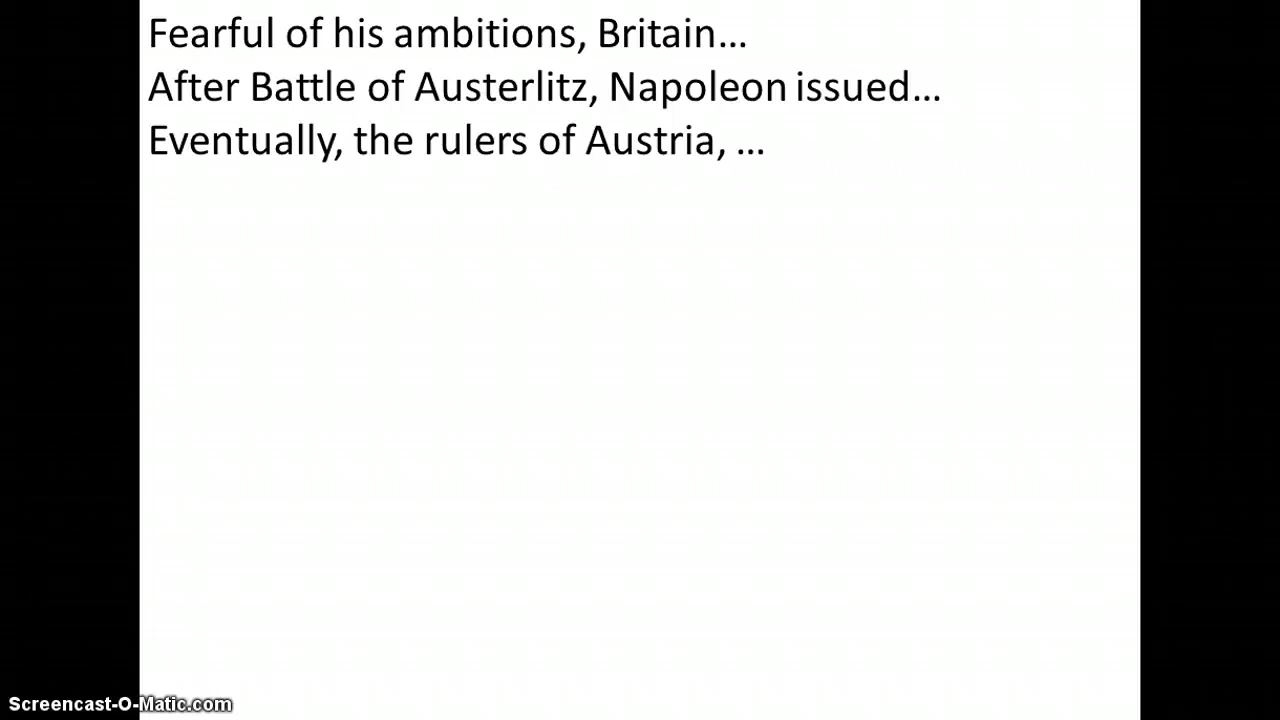 Fearful of his ambitions, Britain…
After Battle of Austerlitz, Napoleon issued…
Eventually, the rulers of Austria, …
Screencast-O-Matic.com